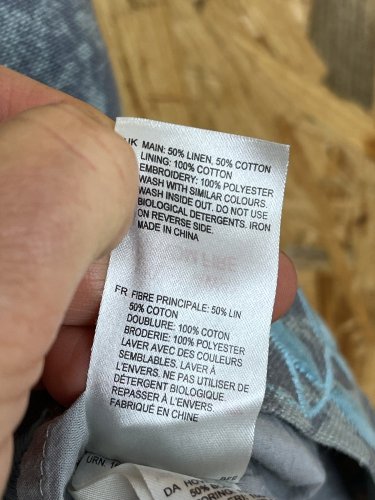 UK MAIN: 50% LINEN, 50% COTTON
LINING: 100% COTTON
EMBROIDERY: 100% POLYESTER
WASH WITH SIMILAR COLOURS.
WASH INSIDE OUT. DO NOT USE
BIOLOGICAL DETERGENTS. IRON
ON REVERSE SIDE.
MADE IN CHINA
FR FIBRE PRINCIPALE: 50% LIN
50% COTON
DOUBLURE: 100% COTON
BRODERIE: 100% POLYESTER
LAVER AVEC DES COULEURS
SEMBLABLES. LAVER À
L'ENVERS. NE PAS UTILISER DE
DÉTERGENT BIOLOGIQUE.
REPASSER À L'ENVERS
FABRIQUÉ EN CHINE
DA
50%